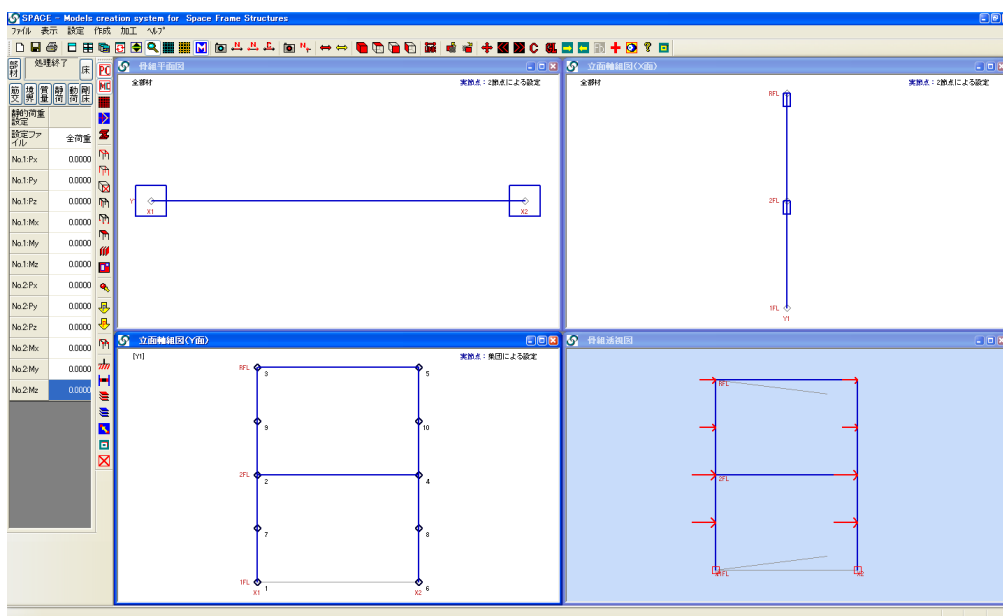 SPACE - Models creation system for Space Frame Structures
ファイル 表示 設定 作成 加工 ヘルプ
部材 処理終了 床
筋交 境界 質量 静荷 動荷 剛床
静的荷重設定
設定ファイル 全荷重
No.1:Px 0.0000
No.1:Py 0.0000
No.1:Pz 0.0000
No.1:Mx 0.0000
No.1:My 0.0000
No.1:Mz 0.0000
No.2:Px 0.0000
No.2:Py 0.0000
No.2:Pz 0.0000
No.2:Mx 0.0000
No.2:My 0.0000
No.2:Mz 0.0000
PC
MC
骨組平面図
全部材 実節点:2節点による設定
X1 X2
立面軸組図(X面)
全部材 実節点:2節点による設定
RFL
2FL
1FL
Y1
立面軸組図(Y面)
[Y1] 実節点:集団による設定
RFL 3 5
9 10
2FL 2 4
7 8
1FL 1 6
X1 X2
骨組透視図
RFL
2FL
1FL X2